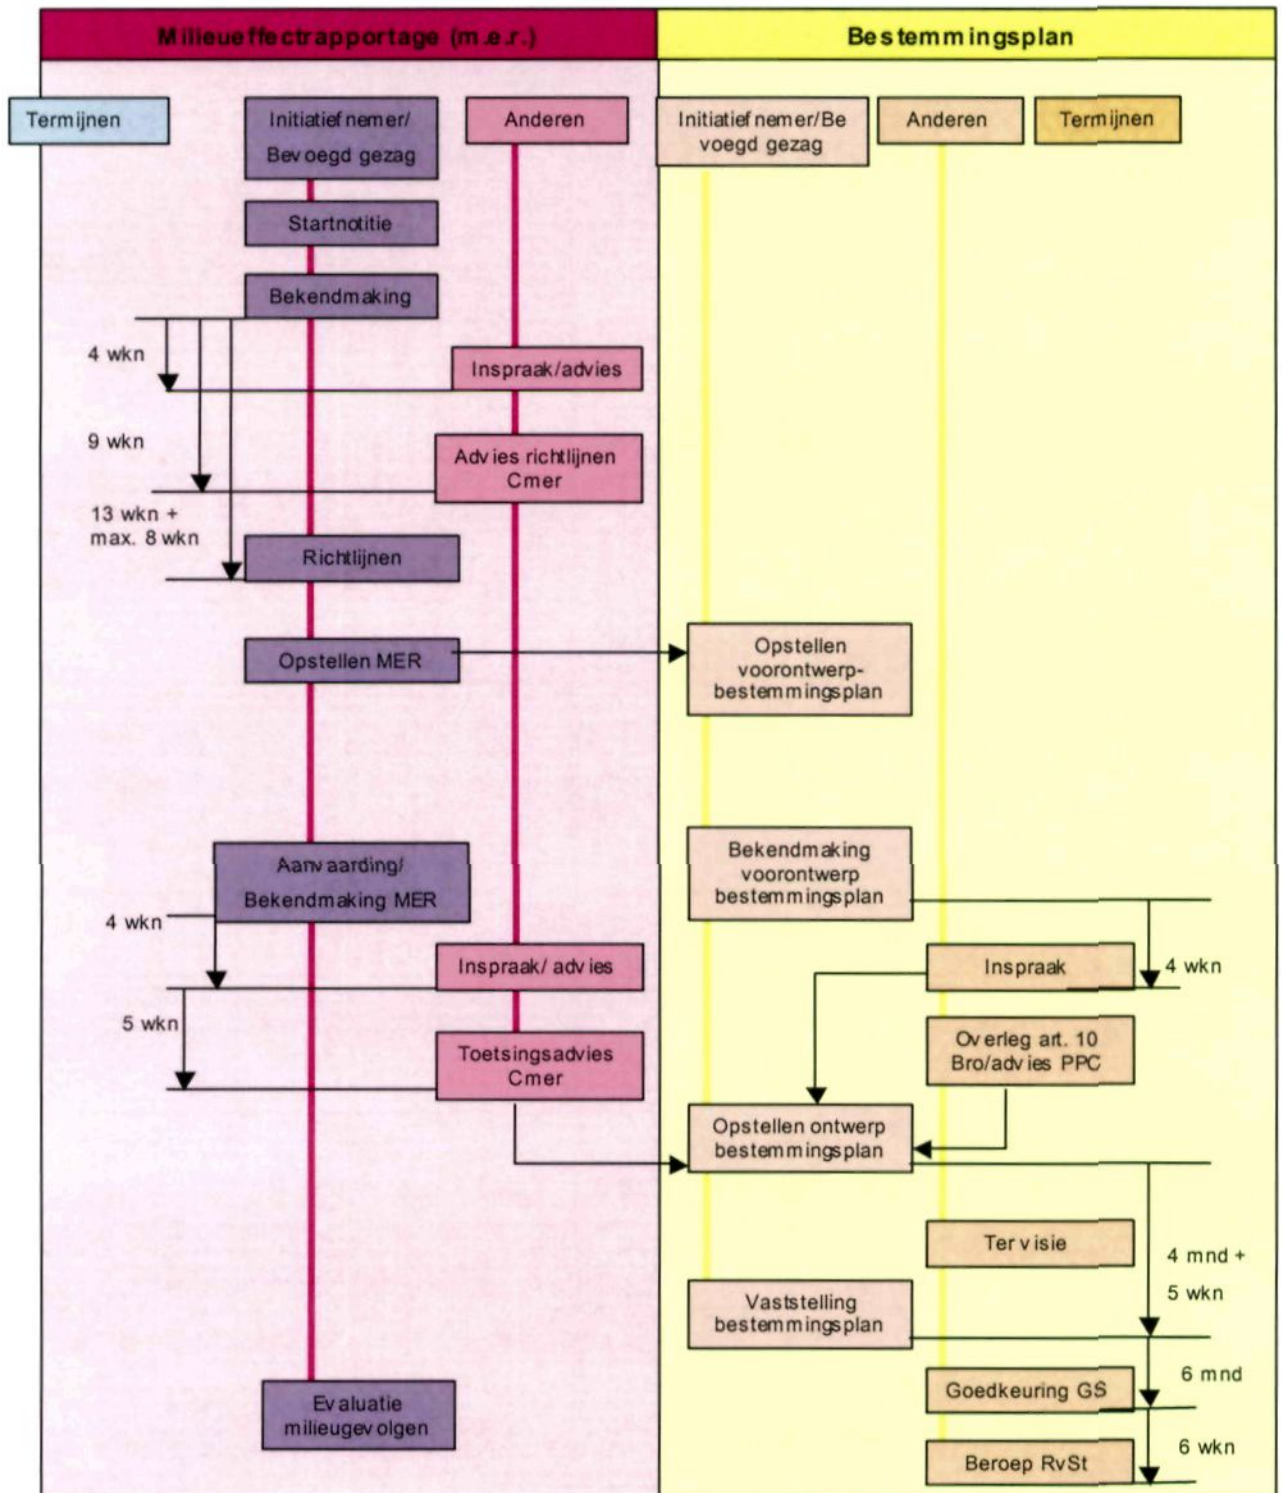 Milieueffectrapportage (m.e.r.)
Bestemmingsplan
Termijnen
Initiatiefnemer/
Bevoegd gezag
Anderen
Initiatiefnemer/Be
voegd gezag
Anderen
Termijnen
Startnotitie
Bekendmaking
4 wkn
Inspraak/advies
9 wkn
Advies richtlijnen
Cmer
13 wkn +
max. 8 wkn
Richtlijnen
Opstellen MER
Opstellen
voorontwerp-
bestemmingsplan
Aanvaarding/
Bekendmaking MER
Bekendmaking
voorontwerp
bestemmingsplan
4 wkn
Inspraak/ advies
Inspraak
4 wkn
5 wkn
Toetsingsadvies
Cmer
Overleg art. 10
Bro/advies PPC
Opstellen ontwerp
bestemmingsplan
Ter visie
4 mnd +
5 wkn
Vaststelling
bestemmingsplan
Goedkeuring GS
6 mnd
Evaluatie
milieugevolgen
Beroep RvSt
6 wkn